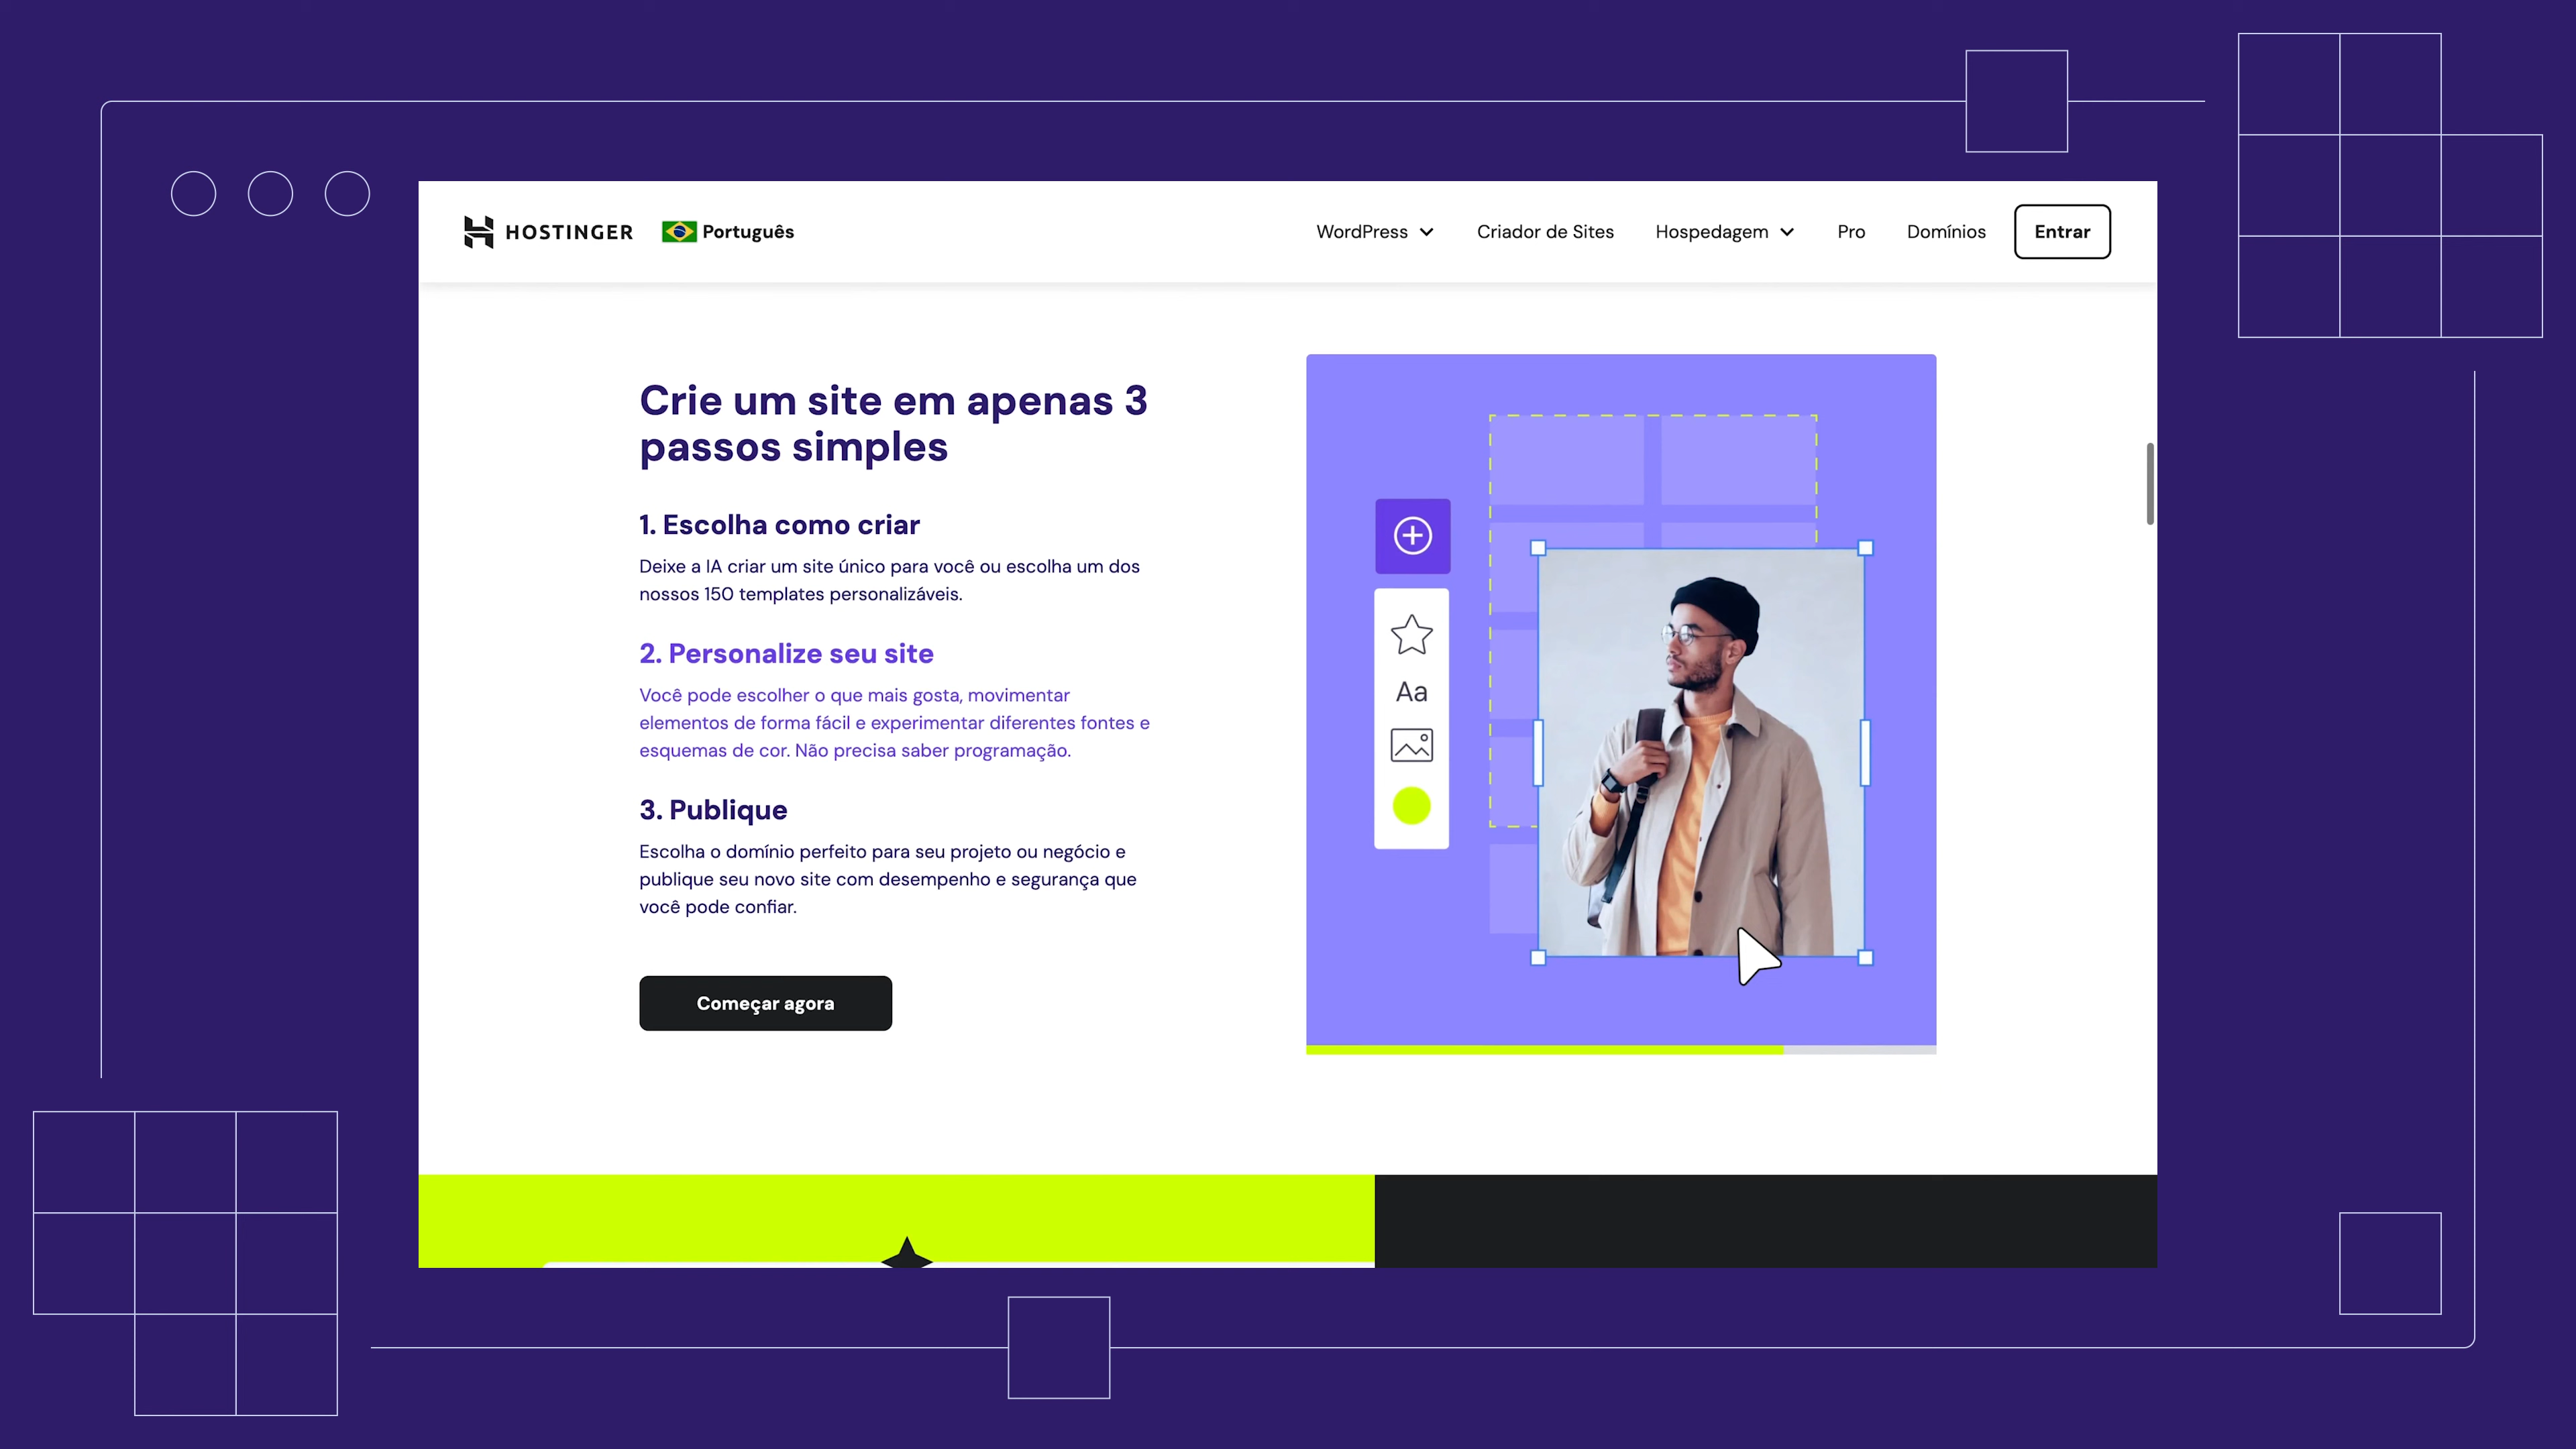 HOSTINGER
Português
WordPress
Criador de Sites
Hospedagem
Pro
Domínios
Entrar
Crie um site em apenas 3
passos simples
1. Escolha como criar
Deixe a IA criar um site único para você ou escolha um dos
nossos 150 templates personalizáveis.
2. Personalize seu site
Você pode escolher o que mais gosta, movimentar
elementos de forma fácil e experimentar diferentes fontes e
esquemas de cor. Não precisa saber programação.
3. Publique
Escolha o domínio perfeito para seu projeto ou negócio e
publique seu novo site com desempenho e segurança que
você pode confiar.
Começar agora
Aa